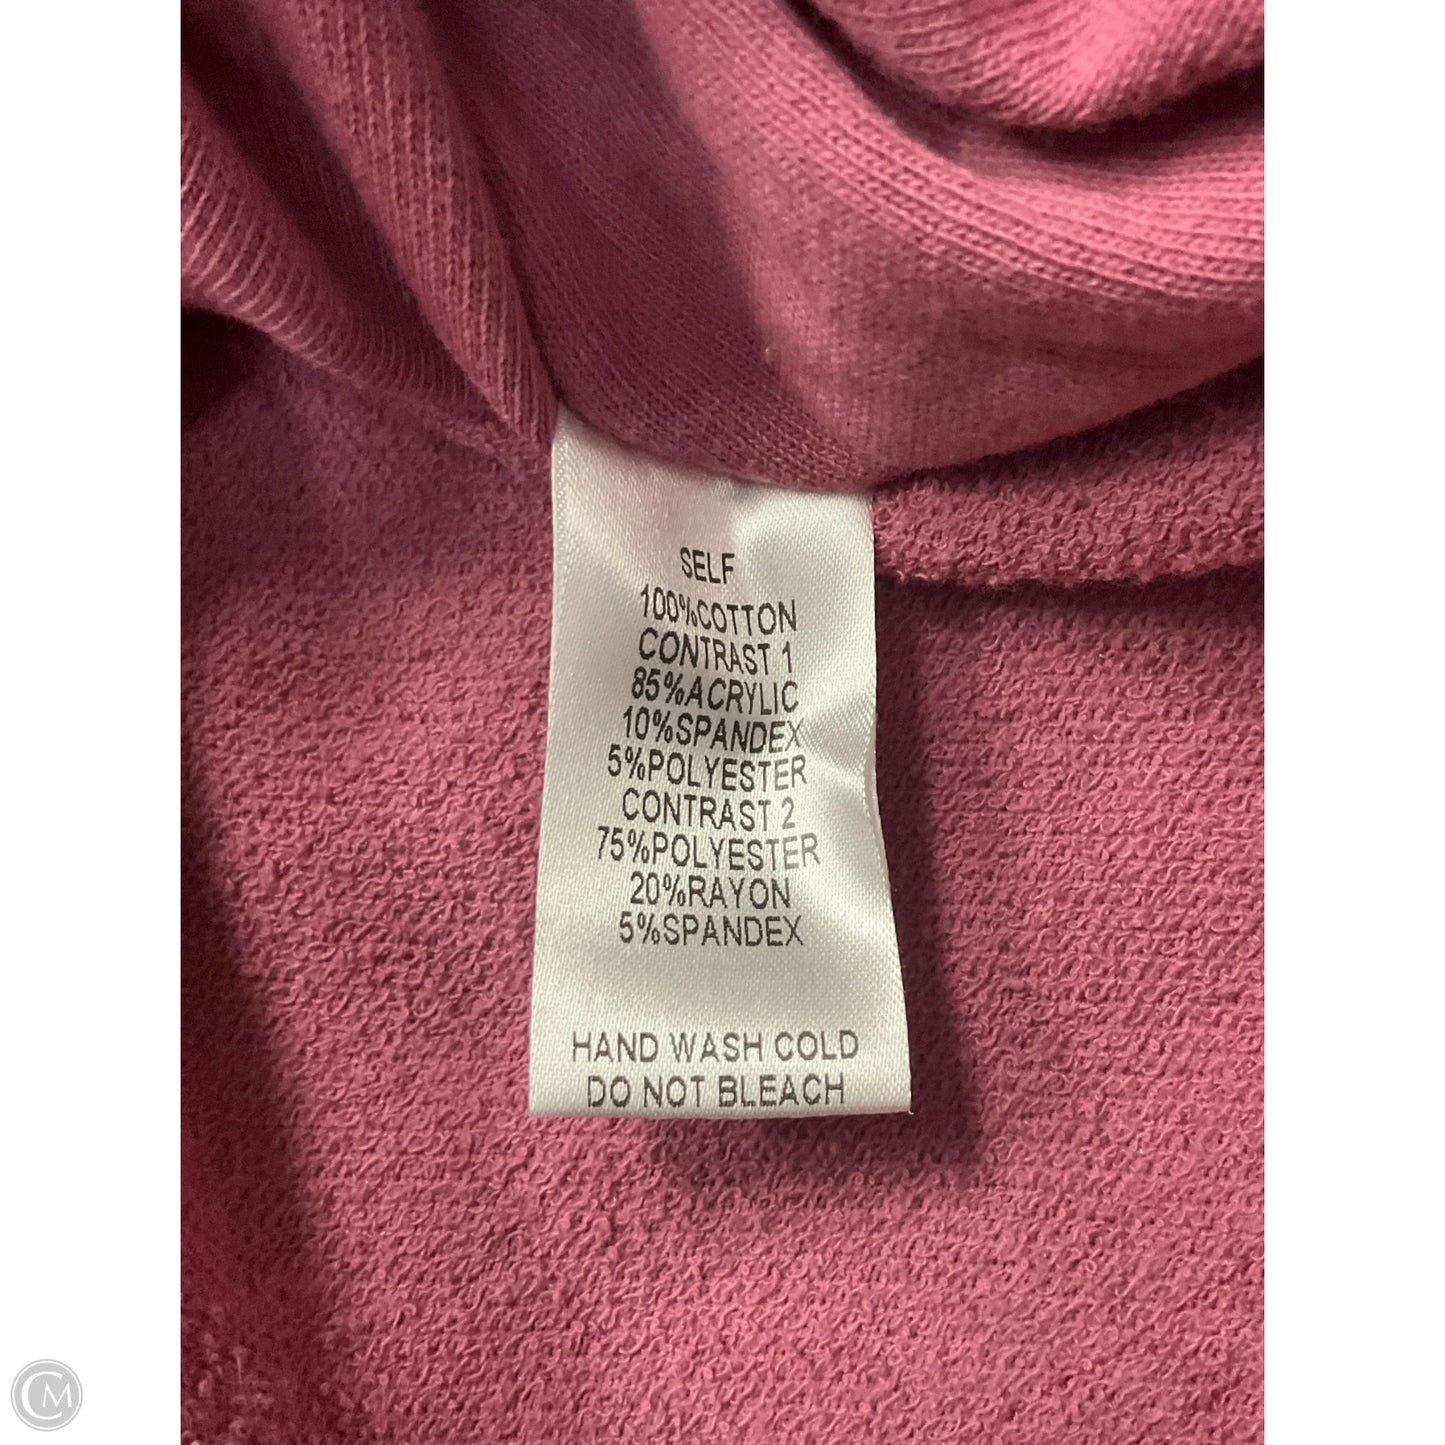 SELF
100%COTTON
CONTRAST 1
85%ACRYLIC
10%SPANDEX
5%POLYESTER
CONTRAST 2
75%POLYESTER
20%RAYON
5%SPANDEX
HAND WASH COLD
DO NOT BLEACH
CM